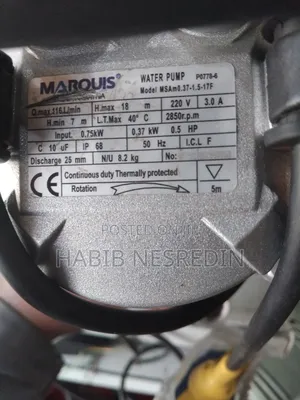 MARQUIS WATER PUMP P0778-6
Model MSAm0.37-1.5-17F
Q.max.116L/min H.max 18 m 220 V 3.0 A
H.min 7 m L.T.Max 40°C 2850r.p.m
Input. 0.75kW 0.37 kW 0.5 HP
C 10 uF IP 68 50 Hz I.C.L F
Discharge 25 mm N/W 8.2 kg
CE Continuous duty Thermally protected
Rotation 5m
POSTED ON
HABIB NESREDIN